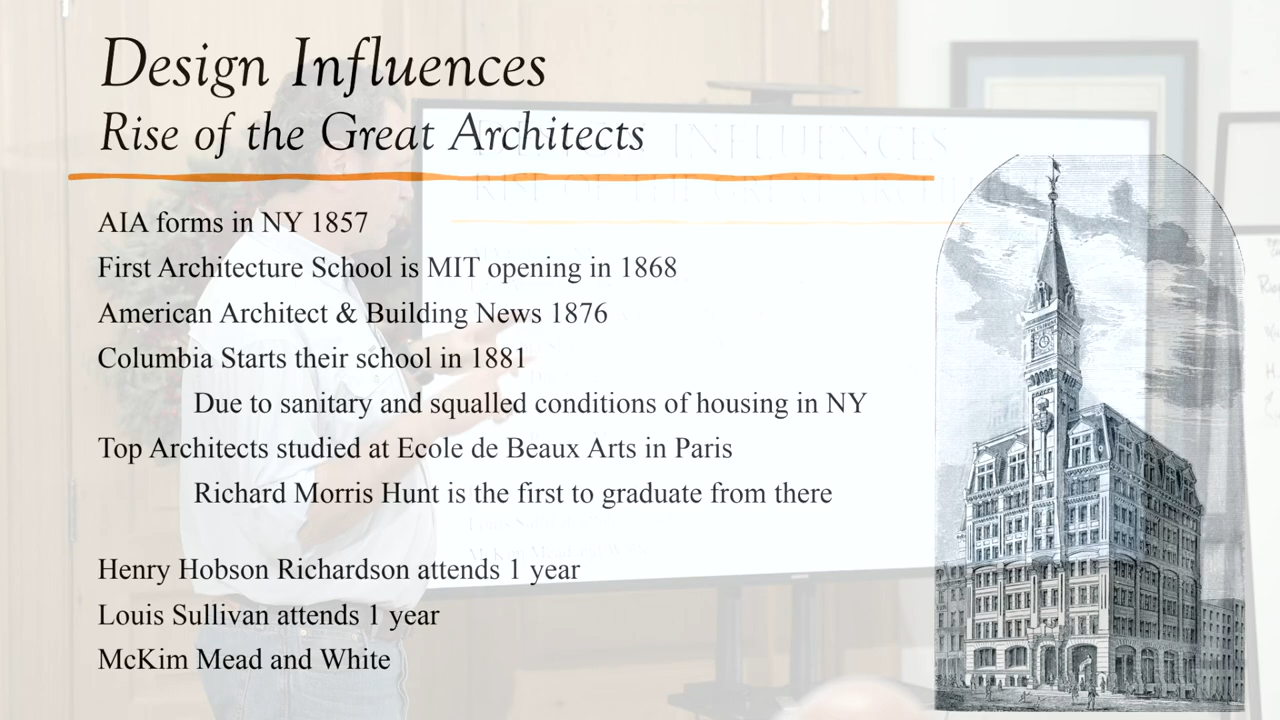 Design Influences
Rise of the Great Architects
AIA forms in NY 1857
First Architecture School is MIT opening in 1868
American Architect & Building News 1876
Columbia Starts their school in 1881
Due to sanitary and squalled conditions of housing in NY
Top Architects studied at Ecole de Beaux Arts in Paris
Richard Morris Hunt is the first to graduate from there
Henry Hobson Richardson attends 1 year
Louis Sullivan attends 1 year
McKim Mead and White